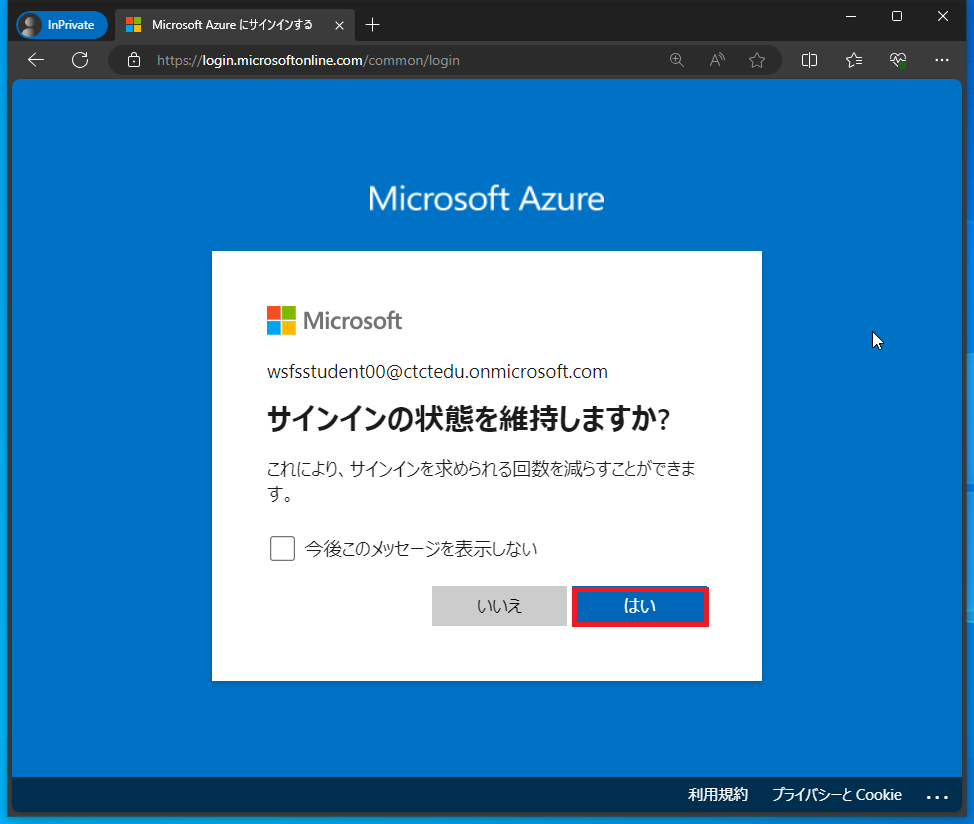 InPrivate
Microsoft Azure にサインインする
https://login.microsoftonline.com/common/login
Microsoft Azure
Microsoft
wsfsstudent00@ctctedu.onmicrosoft.com
サインインの状態を維持しますか?
これにより、サインインを求められる回数を減らすことができま
す。
今後このメッセージを表示しない
いいえ
はい
利用規約 プライバシーと Cookie ...